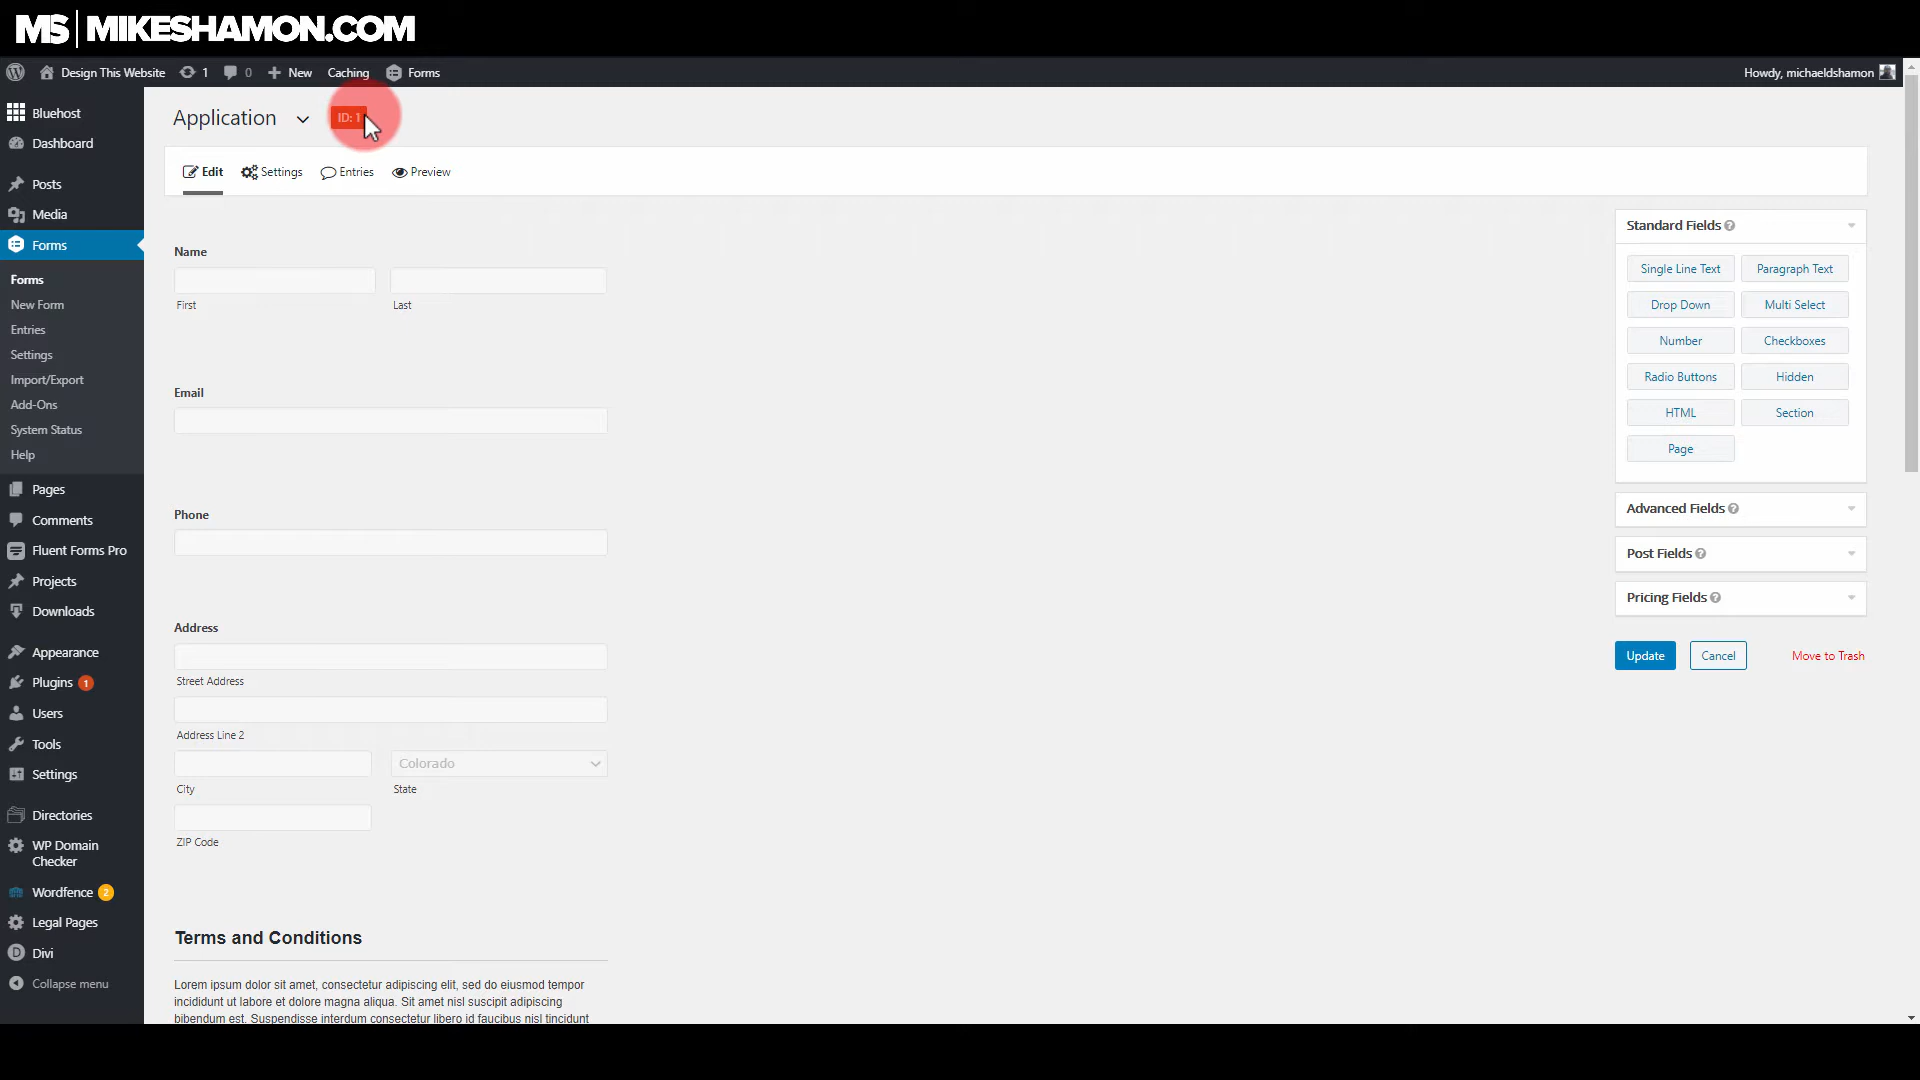 MS MIKESHAMON.COM
Design This Website 1 0 New Caching Forms Howdy, michaeldshamon
Bluehost
Dashboard
Posts
Media
Forms
Forms
New Form
Entries
Settings
Import/Export
Add-Ons
System Status
Help
Pages
Comments
Fluent Forms Pro
Projects
Downloads
Appearance
Plugins 1
Users
Tools
Settings
Directories
WP Domain
Checker
Wordfence 2
Legal Pages
Divi
Collapse menu
Application ID: 1
Edit Settings Entries Preview
Name
First Last
Email
Phone
Address
Street Address
Address Line 2
Colorado
City State
ZIP Code
Terms and Conditions
Lorem ipsum dolor sit amet, consectetur adipiscing elit, sed do eiusmod tempor
incididunt ut labore et dolore magna aliqua. Sit amet nisl suscipit adipiscing
bibendum est. Suspendisse interdum consectetur libero id faucibus nisl tincidunt
Standard Fields ?
Single Line Text Paragraph Text
Drop Down Multi Select
Number Checkboxes
Radio Buttons Hidden
HTML Section
Page
Advanced Fields ?
Post Fields ?
Pricing Fields ?
Update Cancel Move to Trash